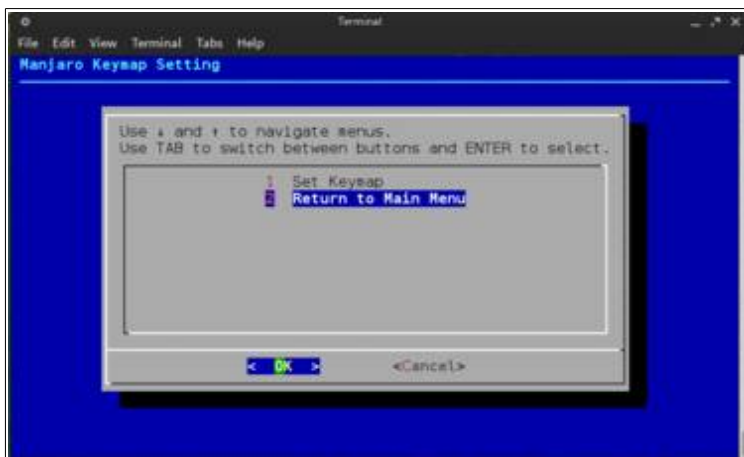 Terminal
File Edit View Terminal Tabs Help
Manjaro Keymap Setting
Use ↓ and ↑ to navigate menus.
Use TAB to switch between buttons and ENTER to select.
1 Set Keymap
2 Return to Main Menu
< OK > <Cancel>